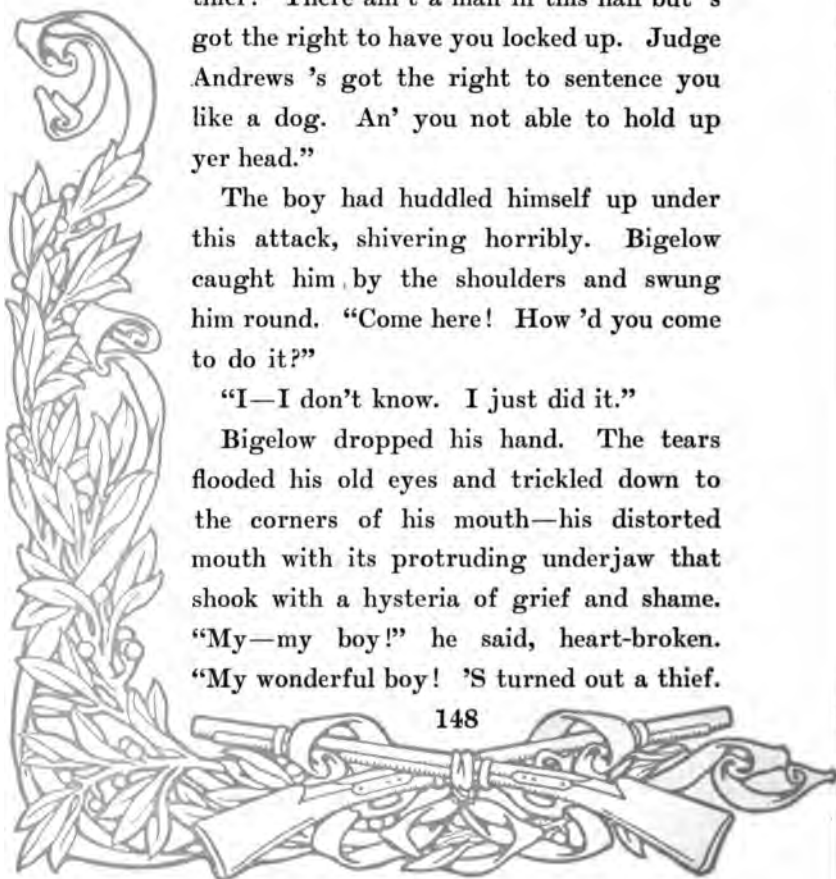 thief? There ain't a man in this hall but 's
got the right to have you locked up. Judge
Andrews 's got the right to sentence you
like a dog. An' you not able to hold up
yer head.”
The boy had huddled himself up under
this attack, shivering horribly. Bigelow
caught him by the shoulders and swung
him round. “Come here! How 'd you come
to do it?”
“I—I don't know. I just did it.”
Bigelow dropped his hand. The tears
flooded his old eyes and trickled down to
the corners of his mouth—his distorted
mouth with its protruding underjaw that
shook with a hysteria of grief and shame.
“My—my boy!” he said, heart-broken.
“My wonderful boy! 'S turned out a thief.
148